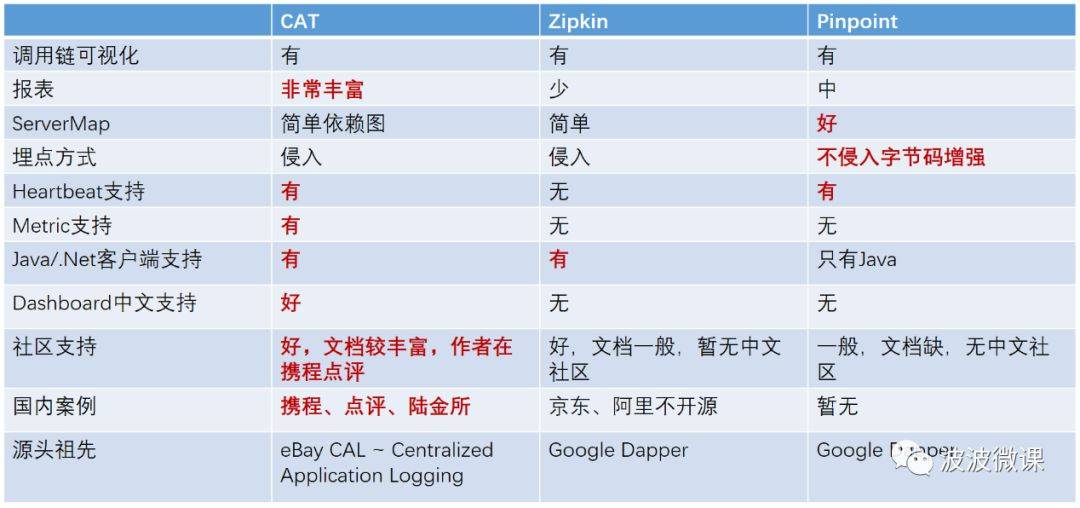 CAT Zipkin Pinpoint
调用链可视化 有 有 有
报表 非常丰富 少 中
ServerMap 简单依赖图 简单 好
埋点方式 侵入 侵入 不侵入字节码增强
Heartbeat支持 有 无 有
Metric支持 有 无 无
Java/.Net客户端支持 有 有 只有Java
Dashboard中文支持 好 无 无
社区支持 好，文档较丰富，作者在 好，文档一般，暂无中文 一般，文档缺，无中文社
携程点评 社区 区
国内案例 携程、点评、陆金所 京东、阿里不开源 暂无
源头祖先 eBay CAL ~ Centralized Google Dapper Google
Application Logging
波波微课